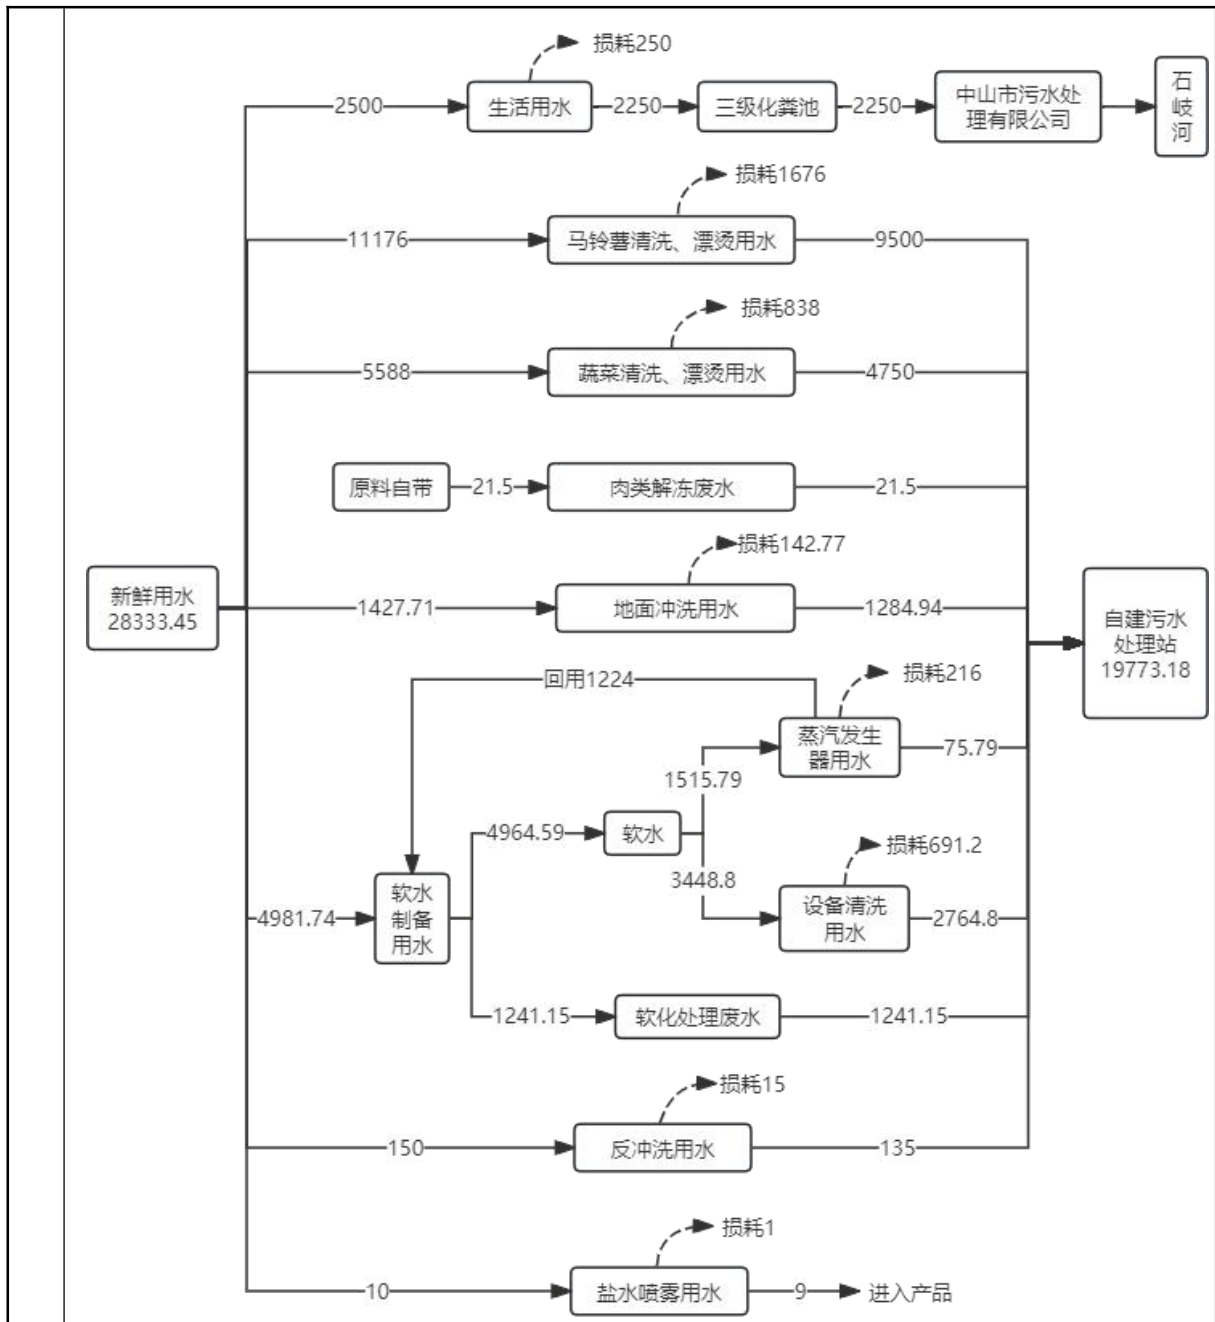 损耗250
2500
生活用水
2250
三级化粪池
2250
中山市污水处
理有限公司
石
岐
河
损耗1676
11176
马铃薯清洗、漂烫用水
9500
损耗838
5588
蔬菜清洗、漂烫用水
4750
原料自带
21.5
肉类解冻废水
21.5
损耗142.77
新鲜用水
28333.45
1427.71
地面冲洗用水
1284.94
自建污水
处理站
19773.18
回用1224
损耗216
蒸汽发生
器用水
75.79
1515.79
4964.59
软水
损耗691.2
3448.8
软水
制备
用水
4981.74
设备清洗
用水
2764.8
1241.15
软化处理废水
1241.15
损耗15
150
反冲洗用水
135
损耗1
10
盐水喷雾用水
9
进入产品